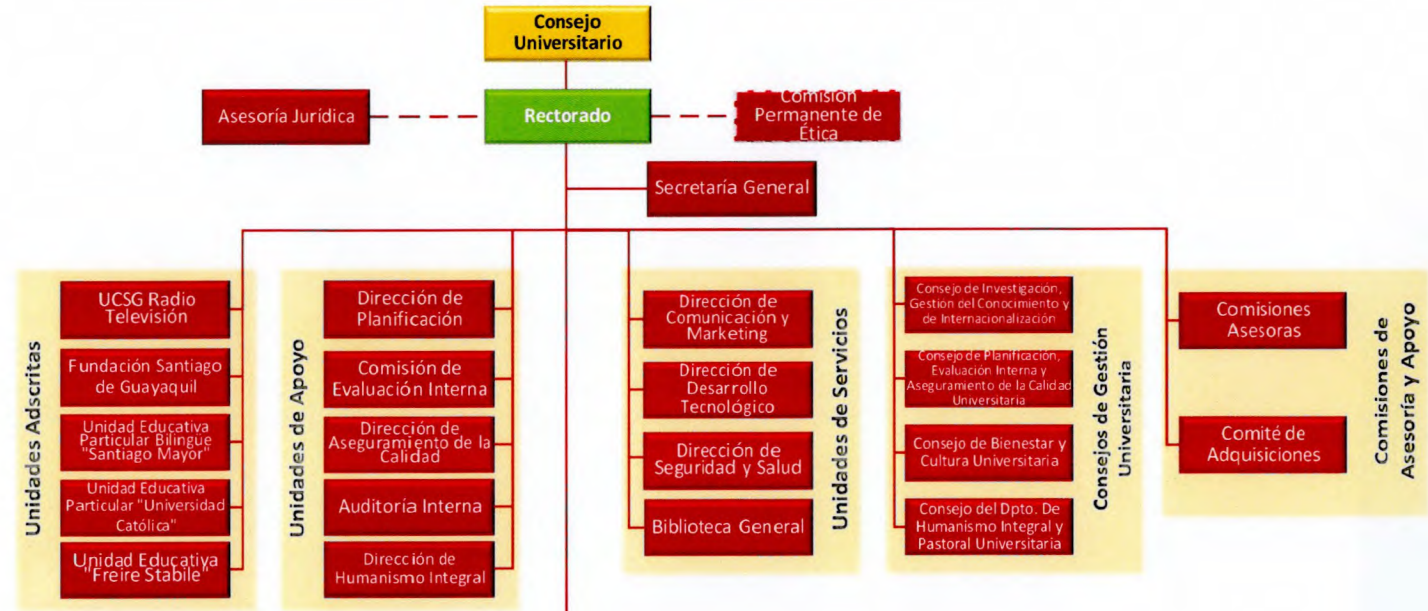 Consejo
Universitario
Asesoría Jurídica
Rectorado
Comisión
Permanente de
Ética
Secretaría General
Unidades Adscritas
UCSG Radio
Televisión
Fundación Santiago
de Guayaquil
Unidad Educativa
Particular Bilingüe
"Santiago Mayor"
Unidad Educativa
Particular "Universidad
Católica"
Unidad Educativa
"Freire Stabile"
Unidades de Apoyo
Dirección de
Planificación
Comisión de
Evaluación Interna
Dirección de
Aseguramiento de la
Calidad
Auditoría Interna
Dirección de
Humanismo Integral
Dirección de
Comunicación y
Marketing
Dirección de
Desarrollo
Tecnológico
Dirección de
Seguridad y Salud
Biblioteca General
Unidades de Servicios
Consejo de Investigación,
Gestión del Conocimiento y
de Internacionalización
Consejo de Planificación,
Evaluación Interna y
Aseguramiento de la Calidad
Universitaria
Consejo de Bienestar y
Cultura Universitaria
Consejo del Dpto. De
Humanismo Integral y
Pastoral Universitaria
Consejos de Gestión
Universitaria
Comisiones
Asesoras
Comité de
Adquisiciones
Comisiones de
Asesoría y Apoyo